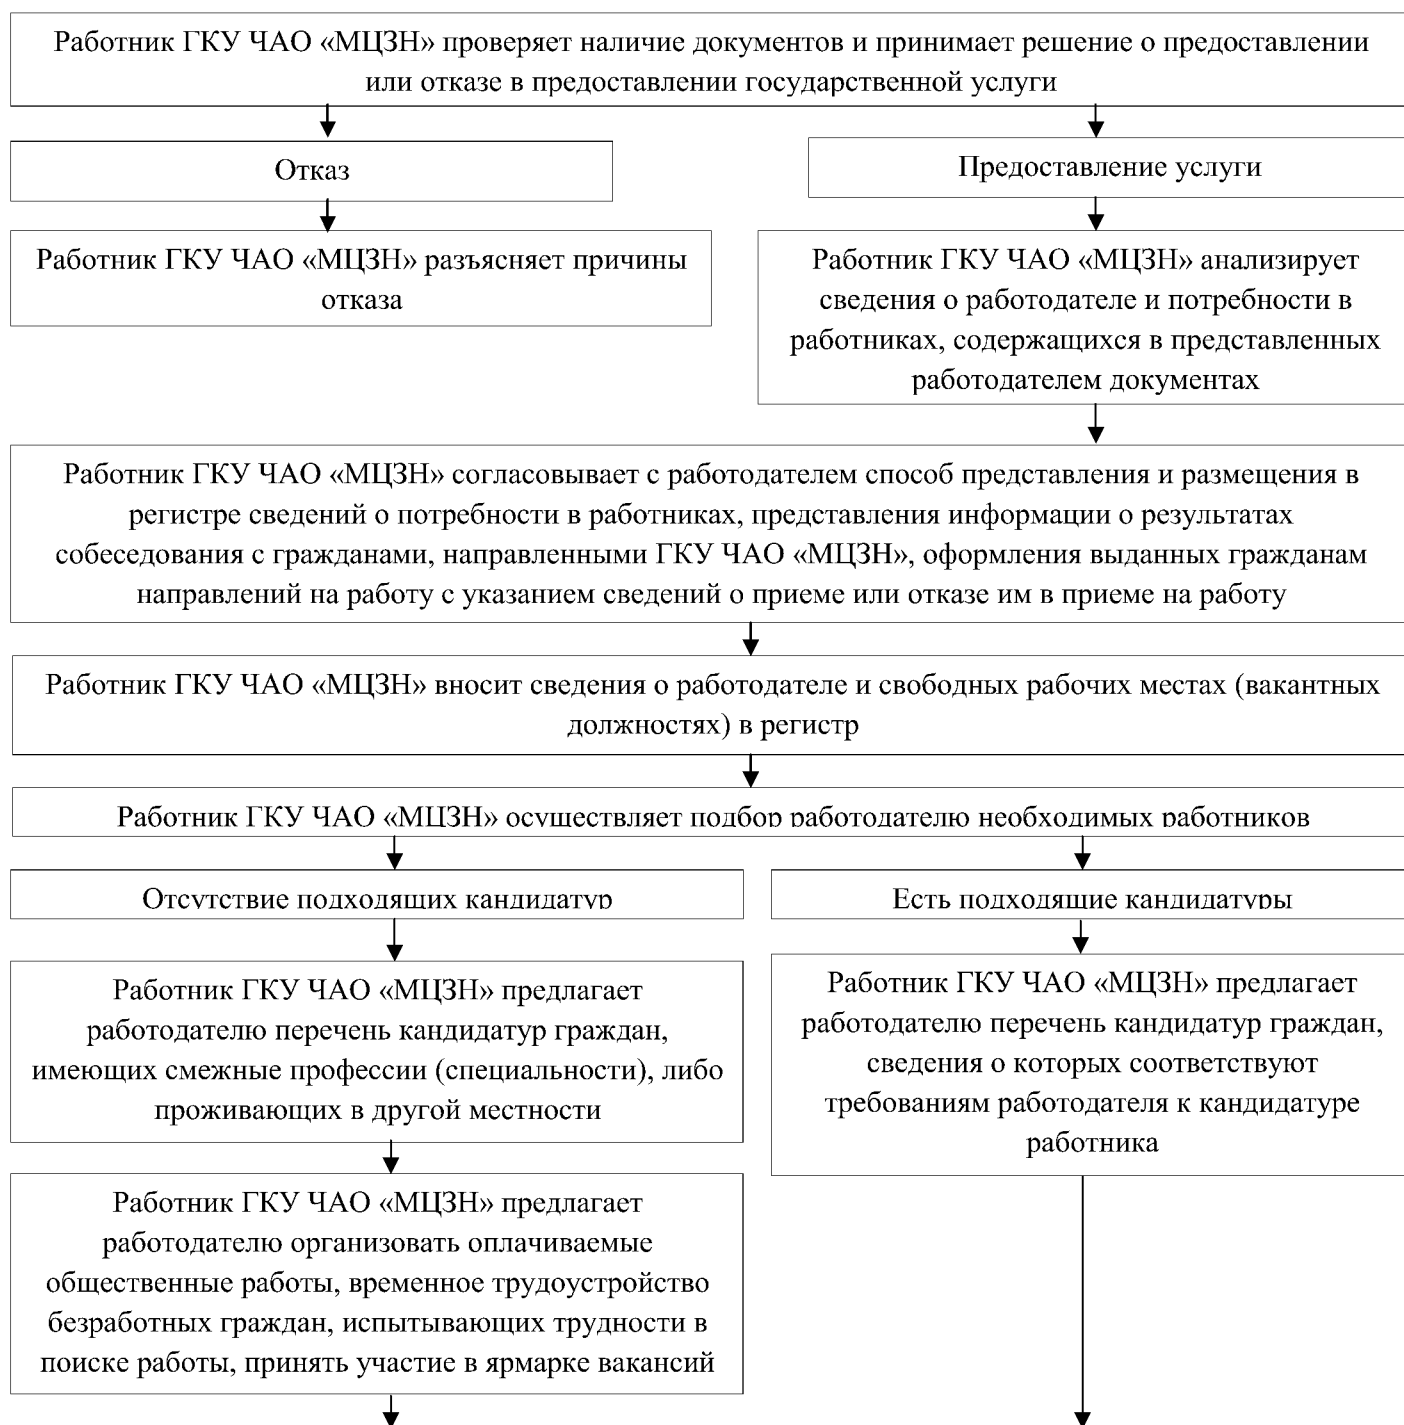 Работник ГКУ ЧАО «МЦЗН» проверяет наличие документов и принимает решение о предоставлении
или отказе в предоставлении государственной услуги
Отказ
Предоставление услуги
Работник ГКУ ЧАО «МЦЗН» разъясняет причины
отказа
Работник ГКУ ЧАО «МЦЗН» анализирует
сведения о работодателе и потребности в
работниках, содержащихся в представленных
работодателем документах
Работник ГКУ ЧАО «МЦЗН» согласовывает с работодателем способ представления и размещения в
регистре сведений о потребности в работниках, представления информации о результатах
собеседования с гражданами, направленными ГКУ ЧАО «МЦЗН», оформления выданных гражданам
направлений на работу с указанием сведений о приеме или отказе им в приеме на работу
Работник ГКУ ЧАО «МЦЗН» вносит сведения о работодателе и свободных рабочих местах (вакантных
должностях) в регистр
Работник ГКУ ЧАО «МЦЗН» осуществляет подбор работодателю необходимых работников
Отсутствие подходящих кандидатур
Есть подходящие кандидатуры
Работник ГКУ ЧАО «МЦЗН» предлагает
работодателю перечень кандидатур граждан,
имеющих смежные профессии (специальности), либо
проживающих в другой местности
Работник ГКУ ЧАО «МЦЗН» предлагает
работодателю перечень кандидатур граждан,
сведения о которых соответствуют
требованиям работодателя к кандидатуре
работника
Работник ГКУ ЧАО «МЦЗН» предлагает
работодателю организовать оплачиваемые
общественные работы, временное трудоустройство
безработных граждан, испытывающих трудности в
поиске работы, принять участие в ярмарке вакансий